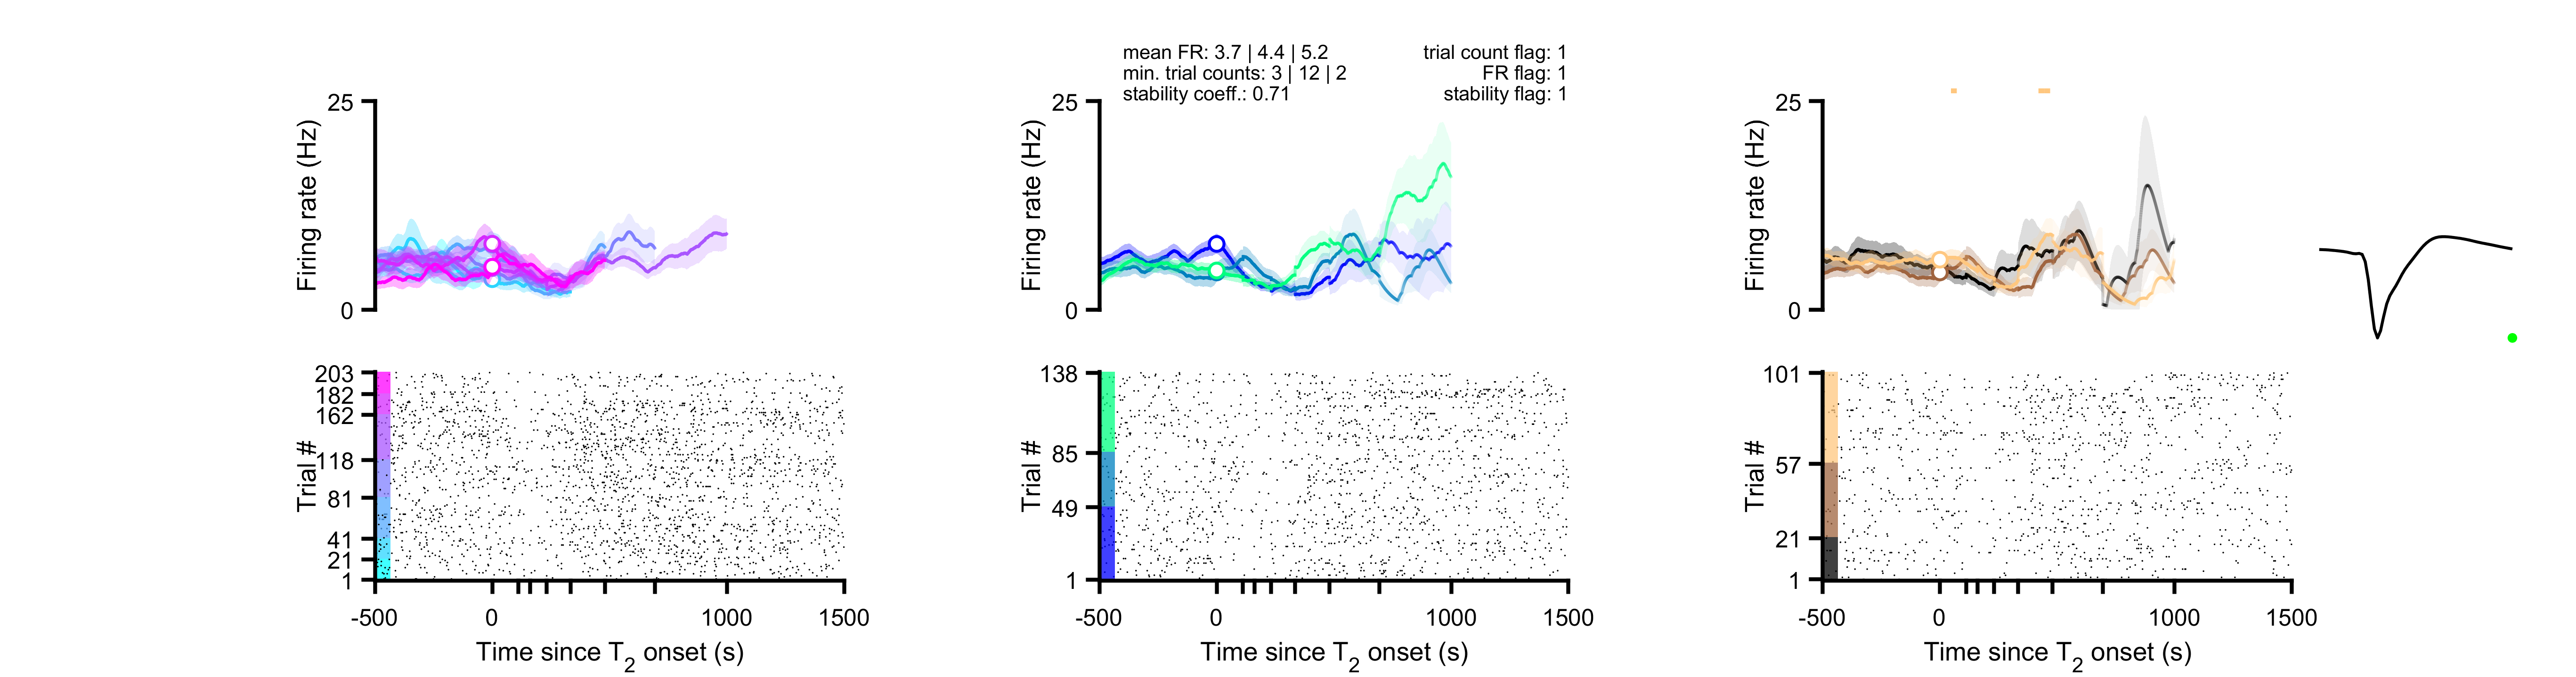 mean FR: 3.7 | 4.4 | 5.2
min. trial counts: 3 | 12 | 2
stability coeff.: 0.71
trial count flag: 1
FR flag: 1
stability flag: 1
25
Firing rate (Hz)
0
25
Firing rate (Hz)
0
25
Firing rate (Hz)
0
203
182
162
118
81
41
21
1
Trial #
-500 0 1000 1500
Time since T2 onset (s)
138
85
49
1
Trial #
-500 0 1000 1500
Time since T2 onset (s)
101
57
21
1
Trial #
-500 0 1000 1500
Time since T2 onset (s)